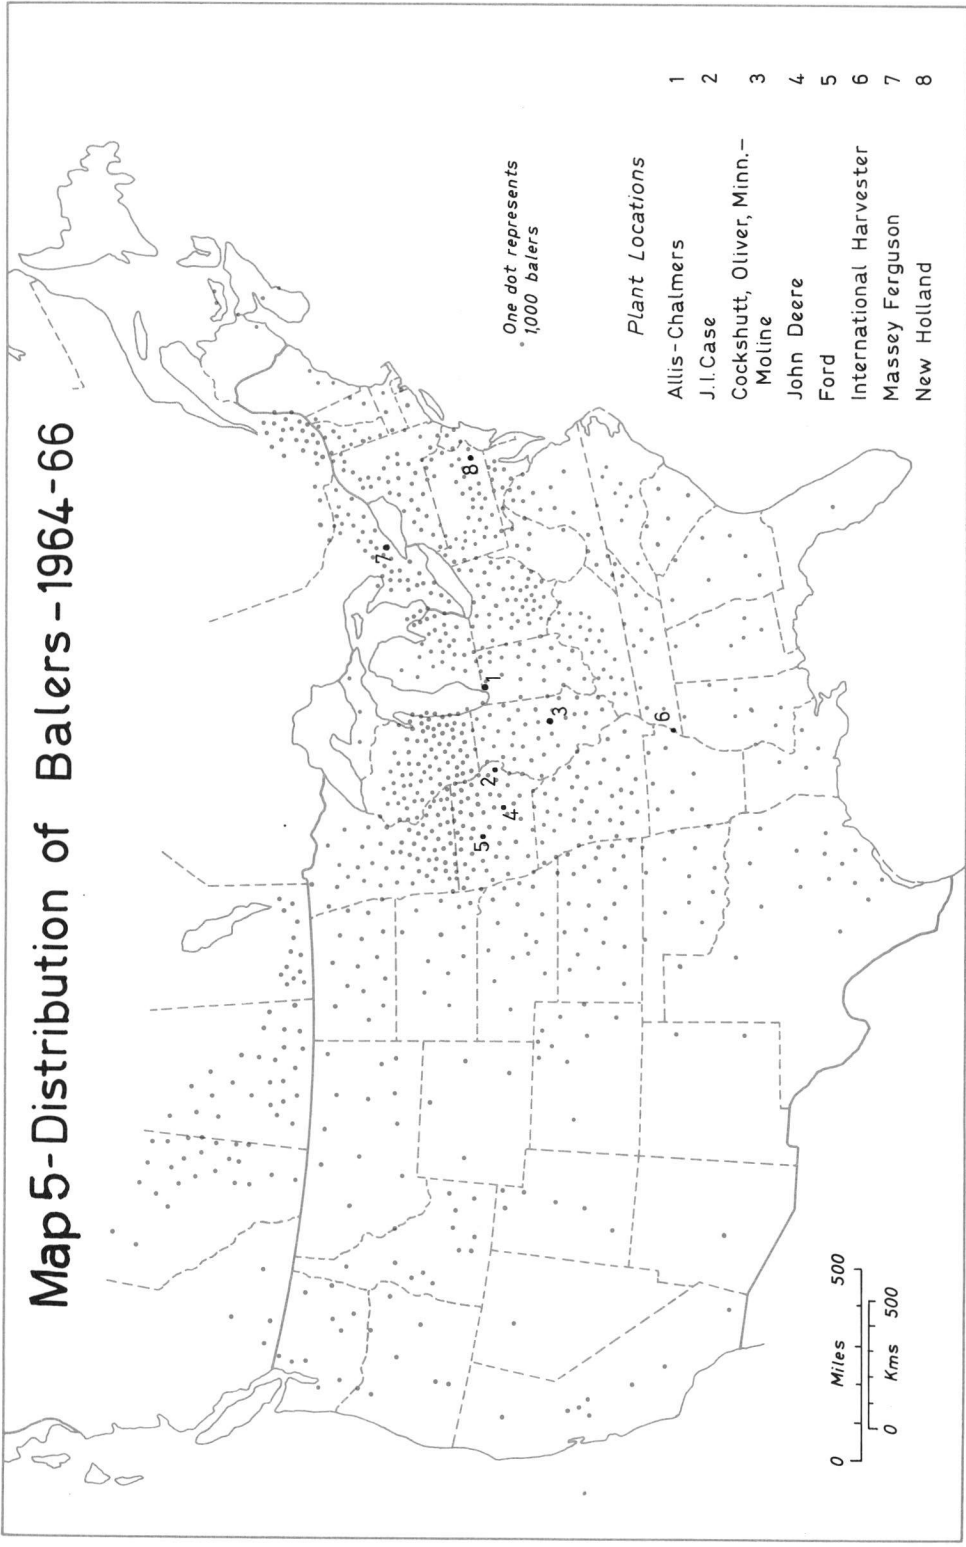 Map 5-Distribution of Balers-1964-66
One dot represents
1,000 balers
Plant Locations
Allis-Chalmers 1
J.I.Case 2
Cockshutt, Oliver, Minn.-
Moline 3
John Deere 4
Ford 5
International Harvester 6
Massey Ferguson 7
New Holland 8
7
8
1
3
2
4
5
6
0 Miles 500
0 Kms 500